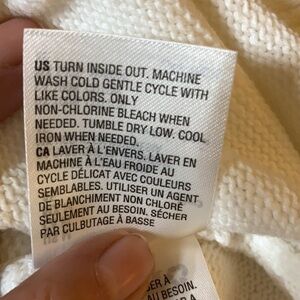 US TURN INSIDE OUT. MACHINE
WASH COLD GENTLE CYCLE WITH
LIKE COLORS. ONLY
NON-CHLORINE BLEACH WHEN
NEEDED. TUMBLE DRY LOW. COOL
IRON WHEN NEEDED.
CA LAVER À L'ENVERS. LAVER EN
MACHINE À L'EAU FROIDE AU
CYCLE DÉLICAT AVEC COULEURS
SEMBLABLES. UTILISER UN AGENT
DE BLANCHIMENT NON CHLORÉ
SEULEMENT AU BESOIN. SÉCHER
PAR CULBUTAGE À BASSE
À
AU BESOIN.